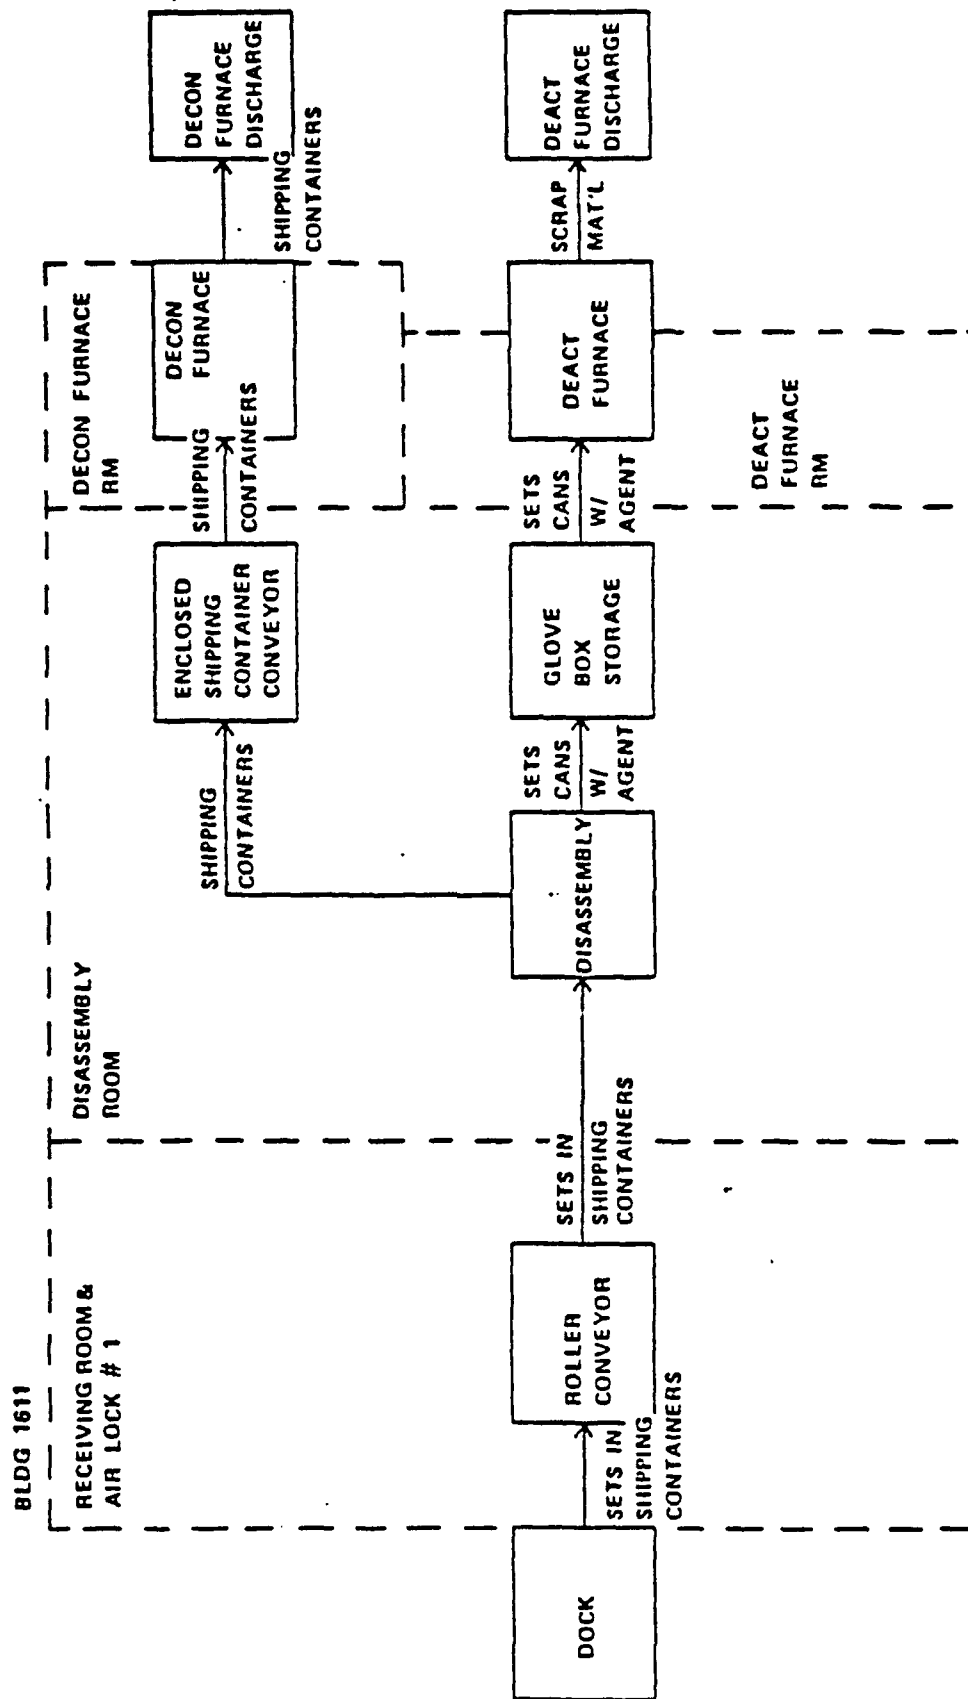 BLDG 1611
RECEIVING ROOM &
AIR LOCK # 1
DISASSEMBLY
ROOM
DECON FURNACE
RM
DEACT
FURNACE
RM
DOCK
SETS IN
SHIPPING
CONTAINERS
ROLLER
CONVEYOR
SETS IN
SHIPPING
CONTAINERS
DISASSEMBLY
SHIPPING
CONTAINERS
ENCLOSED
SHIPPING
CONTAINER
CONVEYOR
SHIPPING
CONTAINERS
DECON
FURNACE
SHIPPING
CONTAINERS
DECON
FURNACE
DISCHARGE
SETS
CANS
W/
AGENT
GLOVE
BOX
STORAGE
SETS
CANS
W/
AGENT
DEACT
FURNACE
SCRAP
MAT'L
DEACT
FURNACE
DISCHARGE